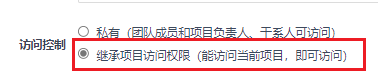 私有（团队成员和项目负责人、干系人可访问）
访问控制
继承项目访问权限（能访问当前项目，即可访问）